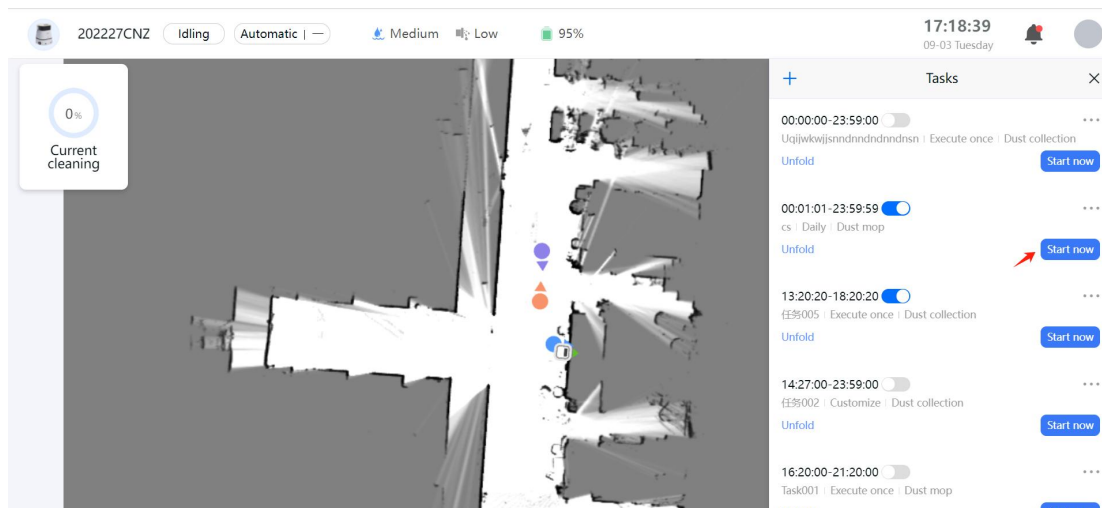 202227CNZ Idling Automatic | — Medium Low 95% 17:18:39
09-03 Tuesday
0%
Current
cleaning
+ Tasks ×
00:00:00-23:59:00
Uqijwkwjjsnndnndndnndnsn | Execute once | Dust collection
Unfold Start now
00:01:01-23:59:59
cs | Daily | Dust mop
Unfold Start now
13:20:20-18:20:20
任务005 | Execute once | Dust collection
Unfold Start now
14:27:00-23:59:00
任务002 | Customize | Dust collection
Unfold Start now
16:20:00-21:20:00
Task001 | Execute once | Dust mop